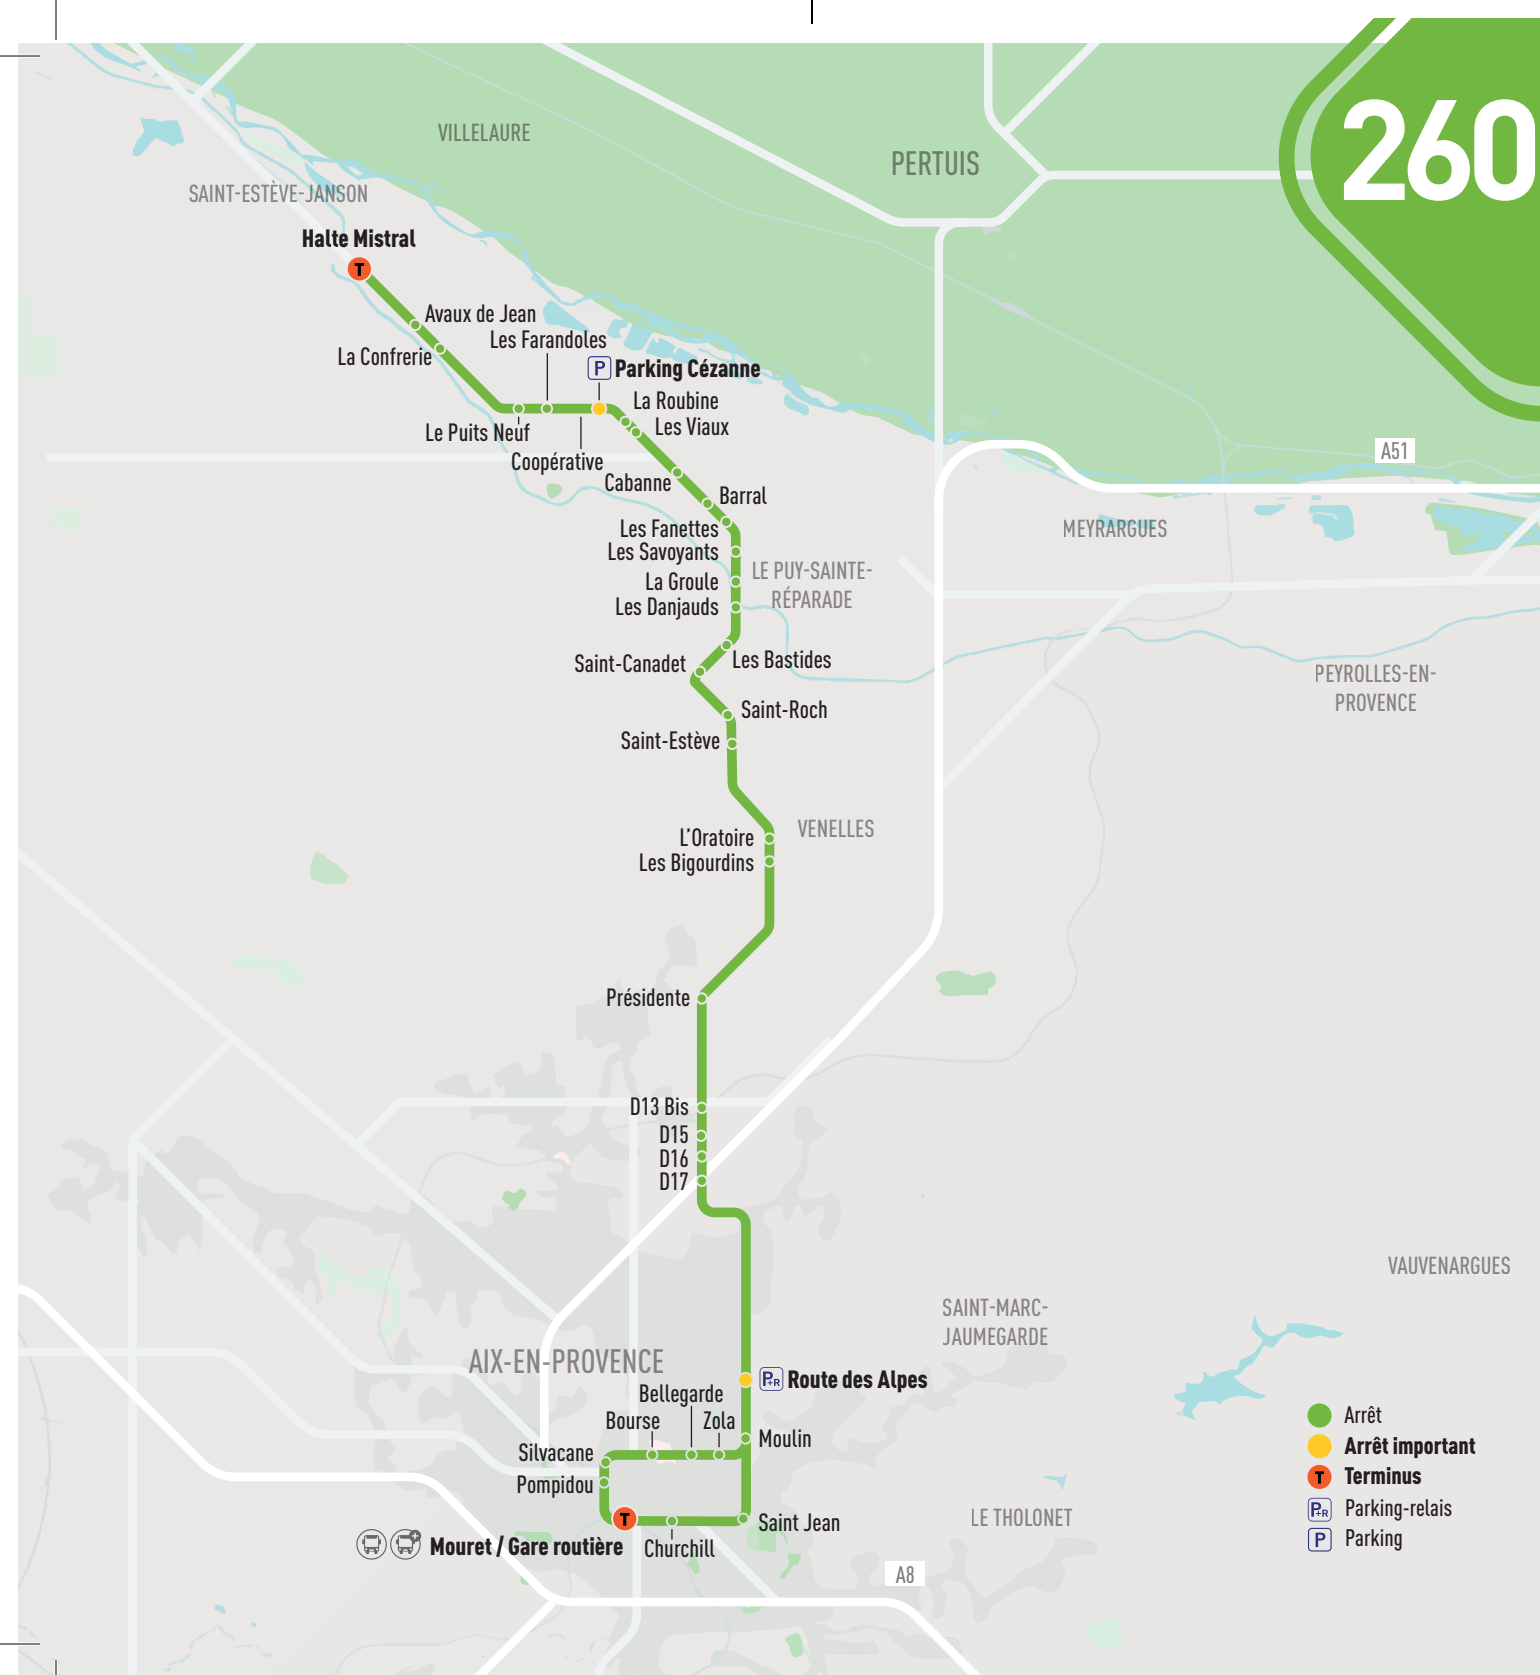 260
VILLELAURE
PERTUIS
SAINT-ESTÈVE-JANSON
Halte Mistral
T
Avaux de Jean
Les Farandoles
La Confrerie
P Parking Cézanne
La Roubine
Les Viaux
Le Puits Neuf
Coopérative
A51
Cabanne
Barral
Les Fanettes
MEYRARGUES
Les Savoyants
LE PUY-SAINTE-
RÉPARADE
La Groule
Les Danjauds
Les Bastides
Saint-Canadet
PEYROLLES-EN-
PROVENCE
Saint-Roch
Saint-Estève
VENELLES
L'Oratoire
Les Bigourdins
Présidente
D13 Bis
D15
D16
D17
VAUVENARGUES
SAINT-MARC-
JAUMEGARDE
AIX-EN-PROVENCE
P+R Route des Alpes
Bellegarde
Bourse
Zola
Moulin
Silvacane
Pompidou
T
Saint Jean
Mouret / Gare routière
Churchill
LE THOLONET
A8
Arrêt
Arrêt important
T Terminus
P+R Parking-relais
P Parking